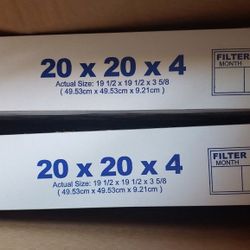 20 x 20 x 4
Actual Size: 19 1/2 x 19 1/2 x 3 5/8
( 49.53cm x 49.53cm x 9.21cm )
FILTER
MONTH
20 x 20 x 4
Actual Size: 19 1/2 x 19 1/2 x 3 5/8
( 49.53cm x 49.53cm x 9.21cm )
FILTER
MONTH